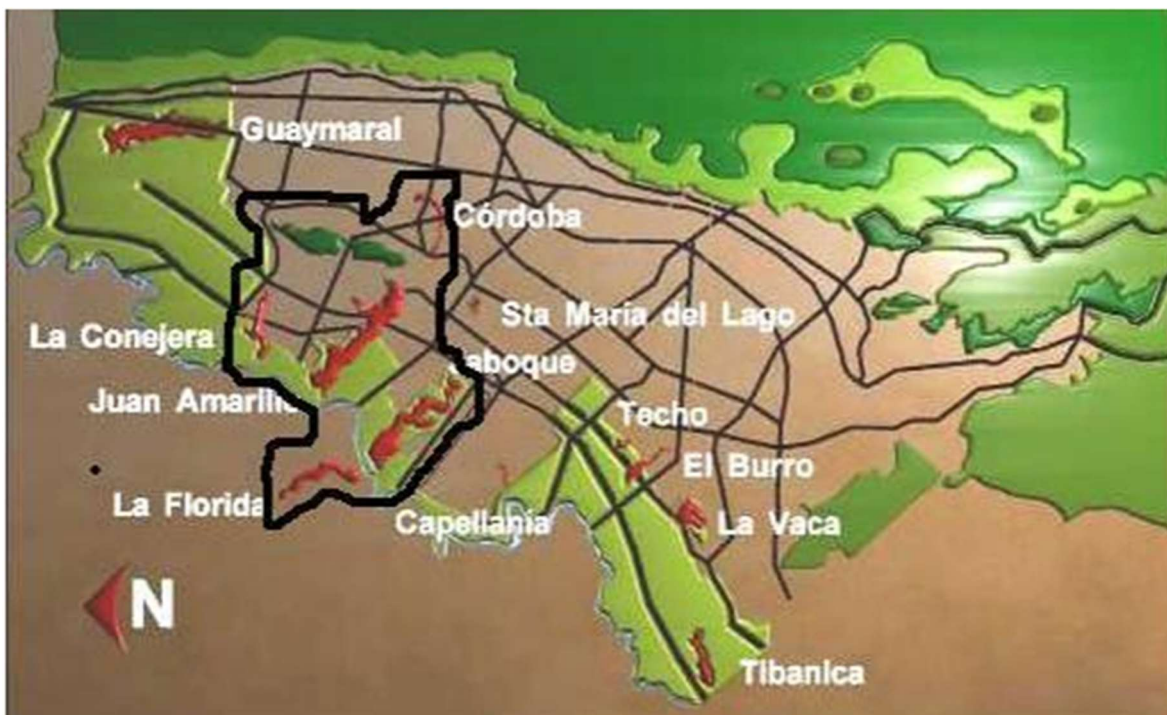 Guaymaral
Córdoba
Sta María del Lago
La Conejera
Jaboque
Juan Amarillo
Techo
El Burro
La Florida
Capellania
La Vaca
N
Tibanica